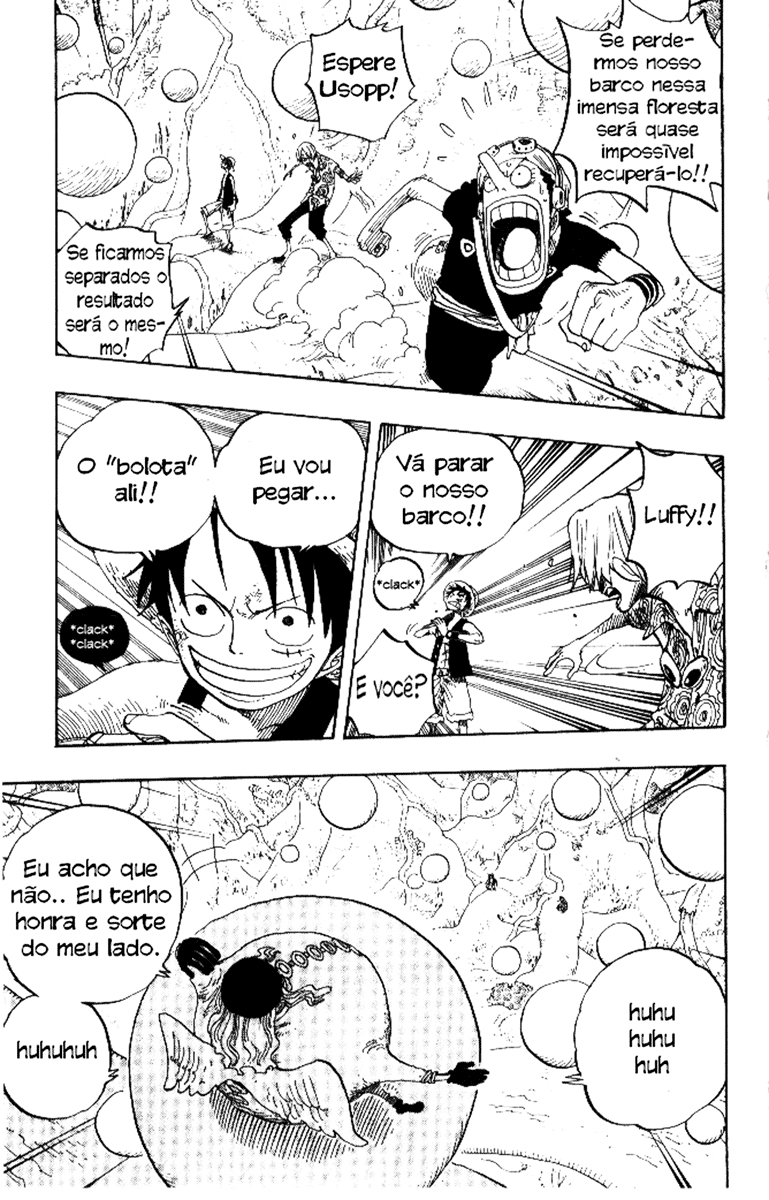 Se perde-
rmos nosso
barco nessa
imensa floresta
será quase
impossível
recuperá-lo!!
Espere
Usopp!
Se ficarmos
separados o
resultado
será o mes-
mo!
Luffy!!
Vá parar
o nosso
barco!!
*clack*
E você?
Eu vou
pegar...
O "bolota"
ali!!
*clack*
*clack*
huhu
huhu
huh
Eu acho que
não.. Eu tenho
honra e sorte
do meu lado.
huhuhuh